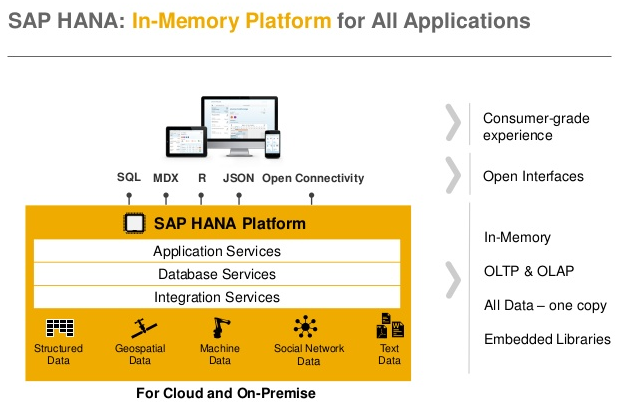 SAP HANA: In-Memory Platform for All Applications
Consumer-grade
experience
SQL MDX R JSON Open Connectivity
Open Interfaces
SAP HANA Platform
Application Services
Database Services
Integration Services
In-Memory
OLTP & OLAP
All Data – one copy
Embedded Libraries
Structured
Data
Geospatial
Data
Machine
Data
Social Network
Data
Text
Data
For Cloud and On-Premise